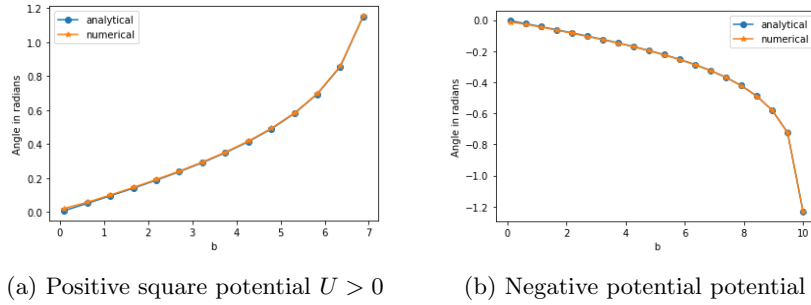 1.2
1.0
0.8
0.6
0.4
0.2
0.0
Angle in radians
analytical
numerical
0 1 2 3 4 5 6 7
b
(a) Positive square potential U > 0
0.0
−0.2
−0.4
−0.6
−0.8
−1.0
−1.2
Angle in radians
analytical
numerical
0 2 4 6 8 10
b
(b) Negative potential potential